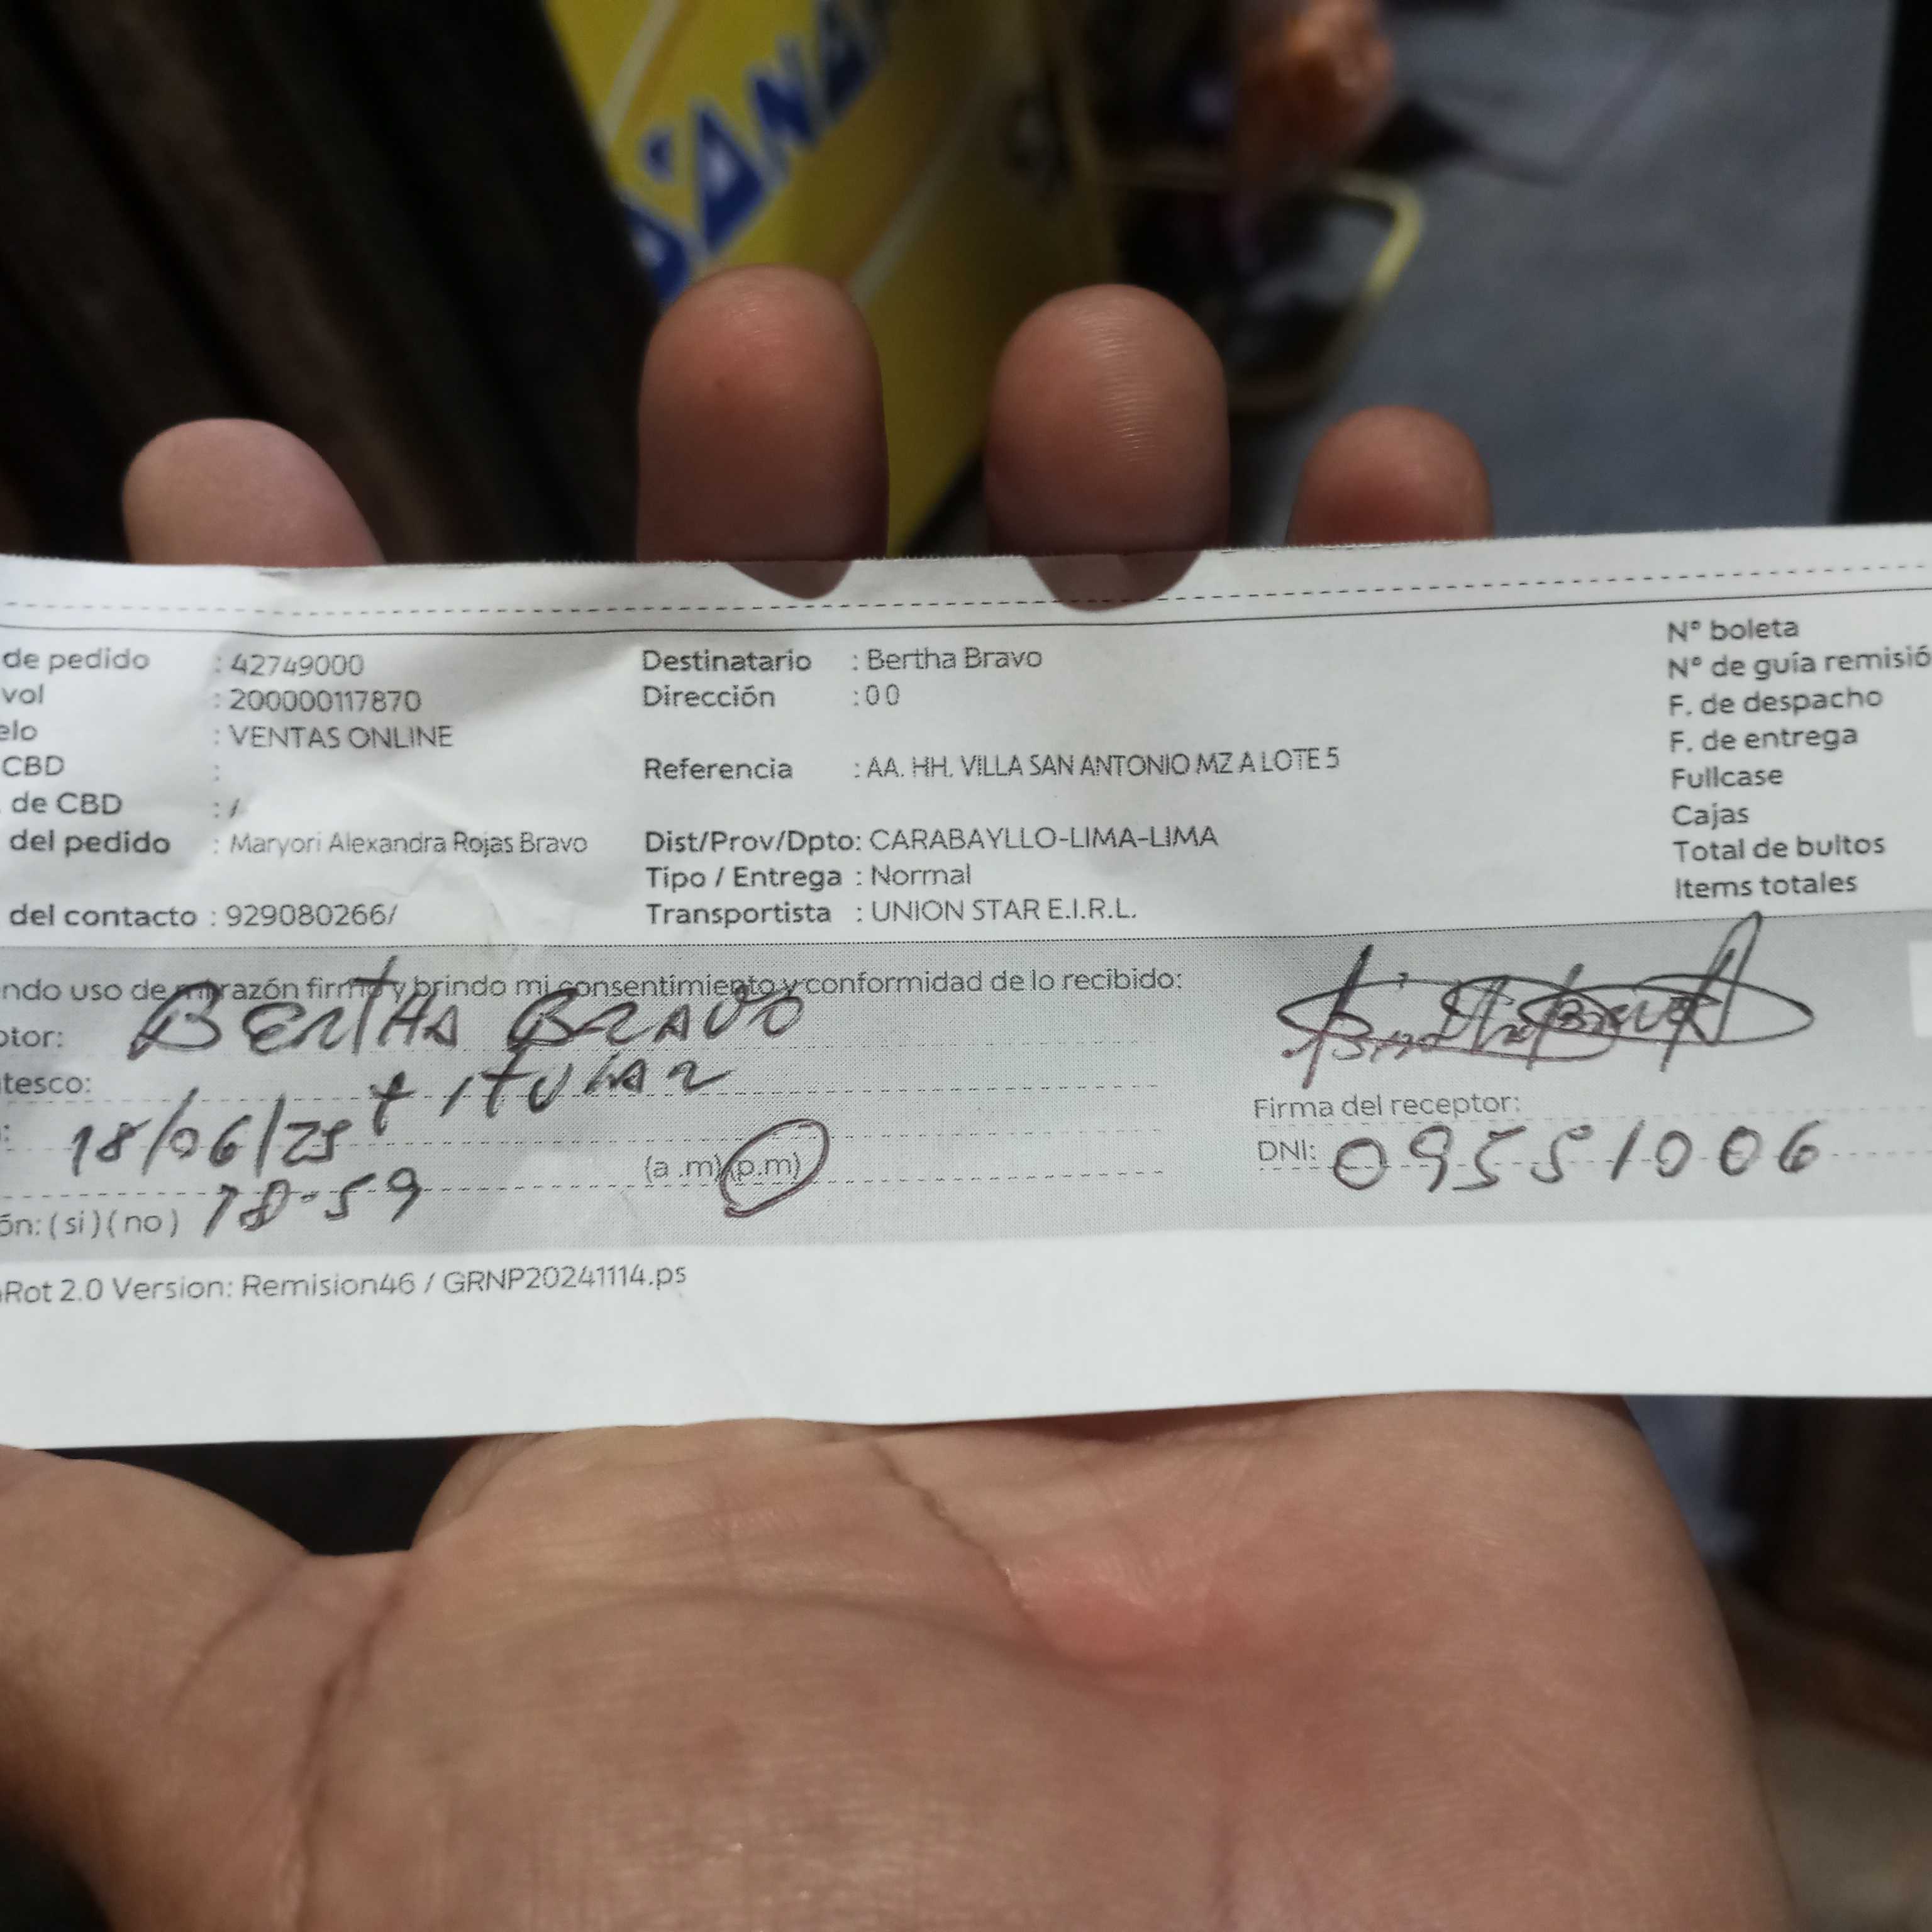 de pedido : 42749000
vol : 200000117870
elo : VENTAS ONLINE
CBD :
de CBD : /
del pedido : Maryori Alexandra Rojas Bravo
del contacto : 929080266/
Destinatario : Bertha Bravo
Dirección : 00
Referencia : AA. HH. VILLA SAN ANTONIO MZ A LOTE 5
Dist/Prov/Dpto: CARABAYLLO-LIMA-LIMA
Tipo / Entrega : Normal
Transportista : UNION STAR E.I.R.L.
N° boleta
N° de guía remisió
F. de despacho
F. de entrega
Fullcase
Cajas
Total de bultos
Items totales
ndo uso de mi razón firmo y brindo mi consentimiento y conformidad de lo recibido:
ptor: BERTHA BRAVO
tesco: titular
: 18/06/25
(a .m) (p.m)
ón: ( si ) ( no ) 18:59
Firma del receptor:
DNI: 09551006
Rot 2.0 Version: Remision46 / GRNP20241114.ps